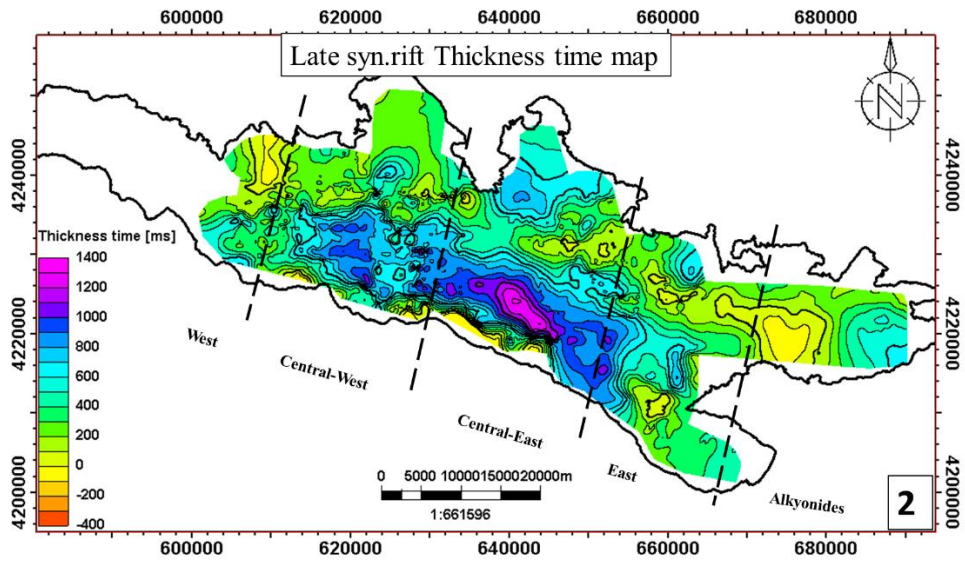 600000 620000 640000 660000 680000
Late syn.rift Thickness time map
N
4240000 4240000
Thickness time [ms]
1400
1200
1000
800
600
400
200
0
-200
-400
4220000 4220000
4200000 4200000
West
Central-West
Central-East
East
Alkyonides
0 5000 10000 15000 20000m
1:661596
2
600000 620000 640000 660000 680000